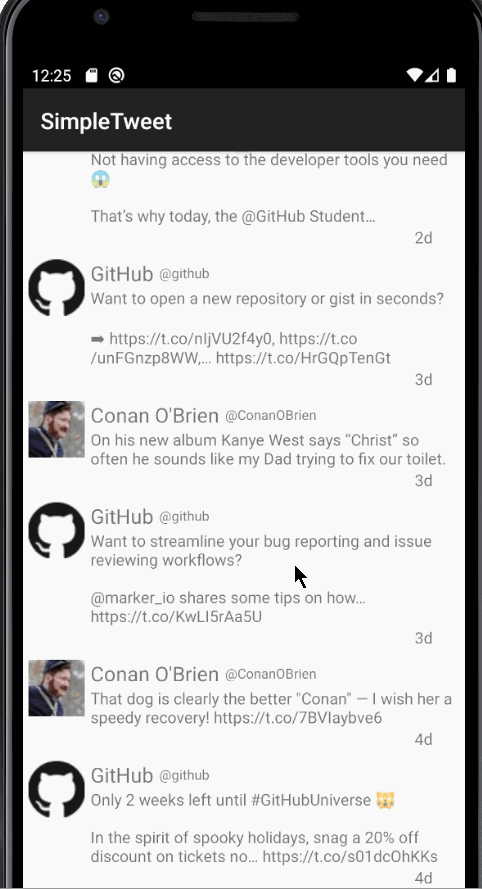 12:25
SimpleTweet
Not having access to the developer tools you need
😱
That's why today, the @GitHub Student…
2d
GitHub @github
Want to open a new repository or gist in seconds?
➡ https://t.co/nIjVU2f4y0, https://t.co
/unFGnzp8WW,… https://t.co/HrGQpTenGt
3d
Conan O'Brien @ConanOBrien
On his new album Kanye West says “Christ” so
often he sounds like my Dad trying to fix our toilet.
3d
GitHub @github
Want to streamline your bug reporting and issue
reviewing workflows?
@marker_io shares some tips on how…
https://t.co/KwLI5rAa5U
3d
Conan O'Brien @ConanOBrien
That dog is clearly the better "Conan" — I wish her a
speedy recovery! https://t.co/7BVIaybve6
4d
GitHub @github
Only 2 weeks left until #GitHubUniverse 🙀
In the spirit of spooky holidays, snag a 20% off
discount on tickets no… https://t.co/s01dcOhKKs
4d